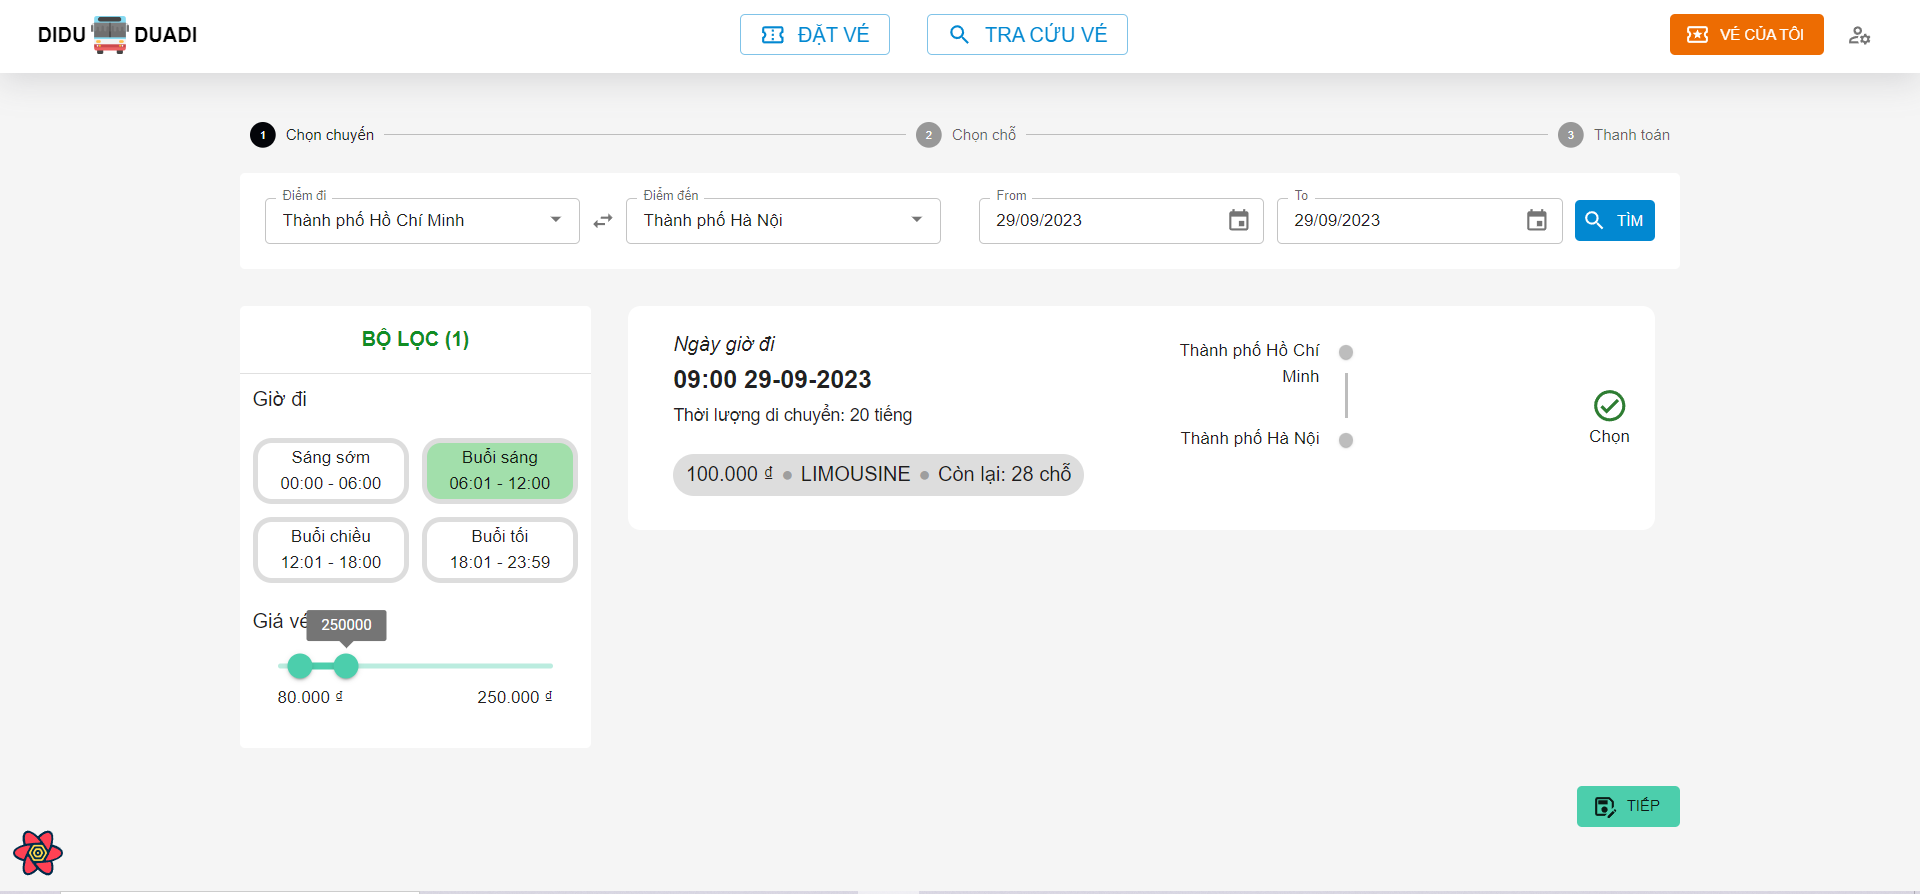 DIDU DUADI
ĐẶT VÉ
TRA CỨU VÉ
VÉ CỦA TÔI
1 Chọn chuyến
2 Chọn chỗ
3 Thanh toán
Điểm đi
Thành phố Hồ Chí Minh
Điểm đến
Thành phố Hà Nội
From
29/09/2023
To
29/09/2023
TÌM
BỘ LỌC (1)
Giờ đi
Sáng sớm
00:00 - 06:00
Buổi sáng
06:01 - 12:00
Buổi chiều
12:01 - 18:00
Buổi tối
18:01 - 23:59
Giá vé
250000
80.000 ₫
250.000 ₫
Ngày giờ đi
09:00 29-09-2023
Thời lượng di chuyển: 20 tiếng
100.000 ₫ ● LIMOUSINE ● Còn lại: 28 chỗ
Thành phố Hồ Chí
Minh
Thành phố Hà Nội
Chọn
TIẾP